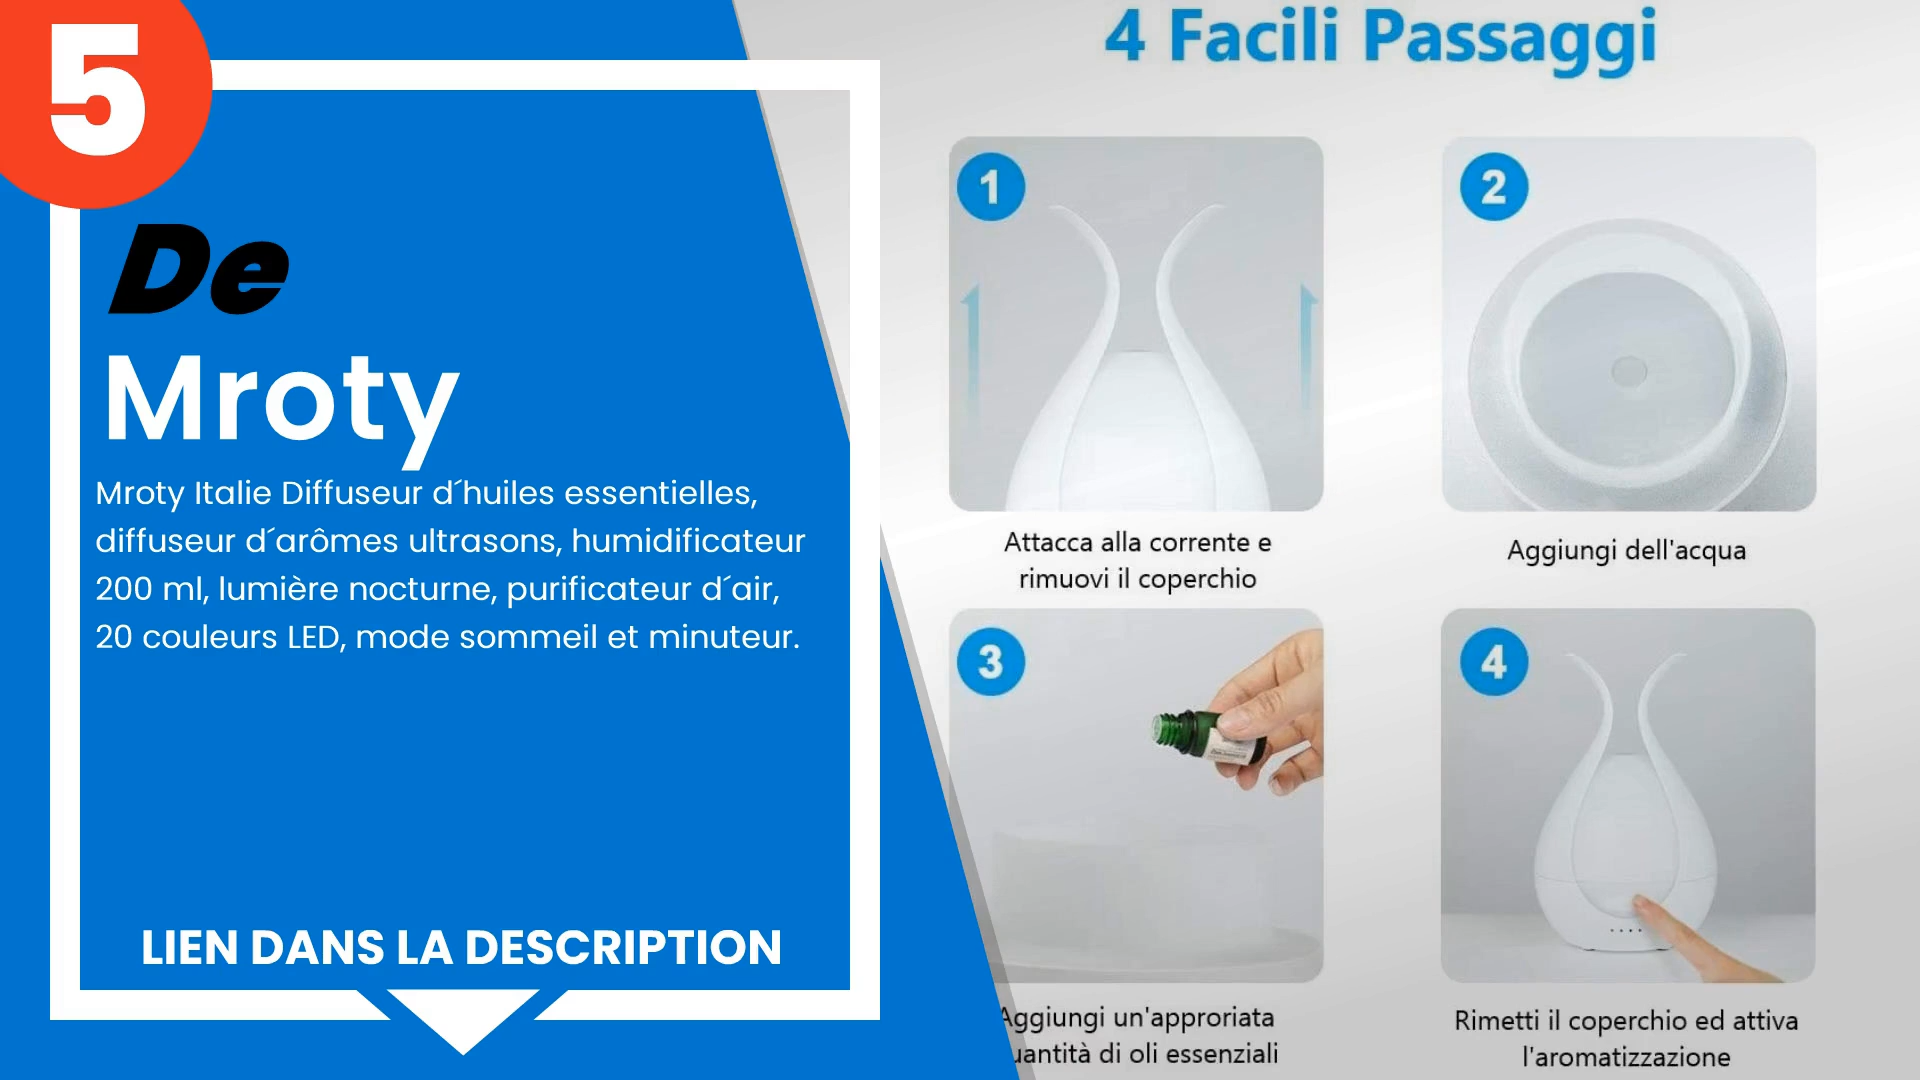 5
De
Mroty
Mroty Italie Diffuseur d´huiles essentielles,
diffuseur d´arômes ultrasons, humidificateur
200 ml, lumière nocturne, purificateur d´air,
20 couleurs LED, mode sommeil et minuteur.
LIEN DANS LA DESCRIPTION
4 Facili Passaggi
1
Attacca alla corrente e
rimuovi il coperchio
2
Aggiungi dell'acqua
3
Aggiungi un'approriata
uantità di oli essenziali
4
Rimetti il coperchio ed attiva
l'aromatizzazione